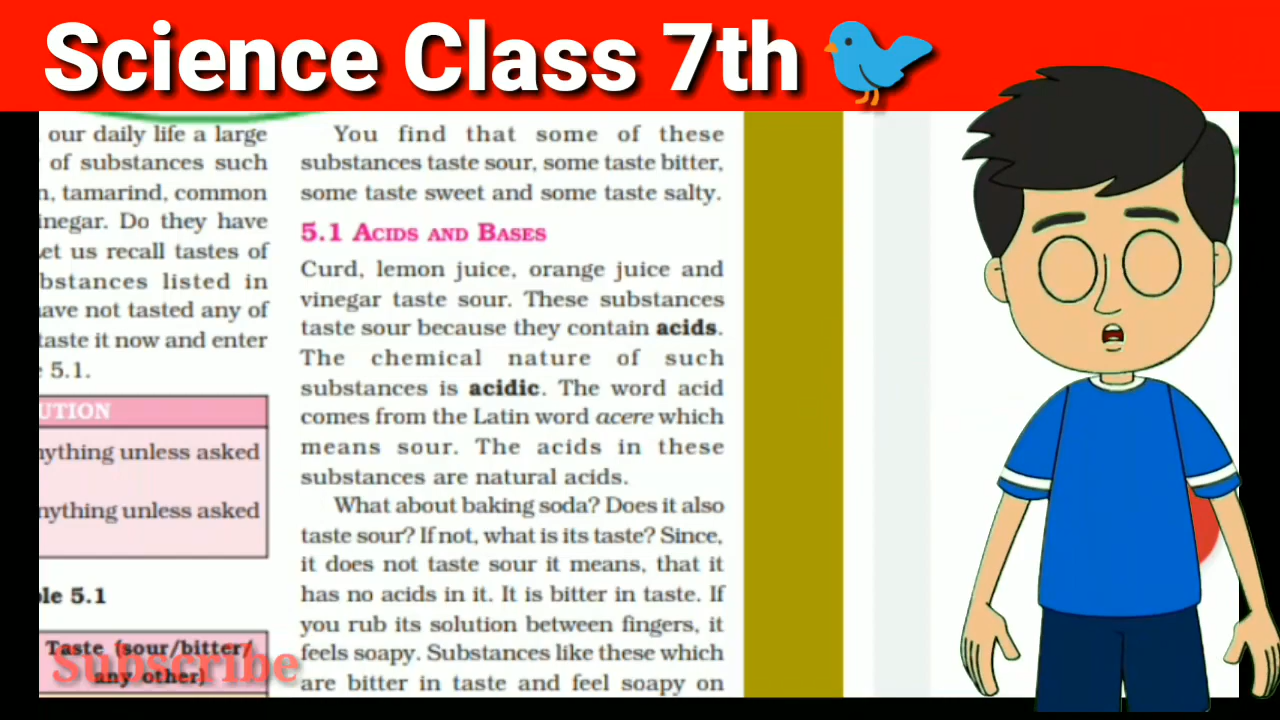 Science Class 7th
our daily life a large
of substances such
, tamarind, common
inegar. Do they have
et us recall tastes of
bstances listed in
ave not tasted any of
taste it now and enter
5.1.
UTION
nything unless asked
nything unless asked
le 5.1
Taste (sour/bitter/
any other)
Subscribe
You find that some of these
substances taste sour, some taste bitter,
some taste sweet and some taste salty.
5.1 ACIDS AND BASES
Curd, lemon juice, orange juice and
vinegar taste sour. These substances
taste sour because they contain acids.
The chemical nature of such
substances is acidic. The word acid
comes from the Latin word acere which
means sour. The acids in these
substances are natural acids.
What about baking soda? Does it also
taste sour? If not, what is its taste? Since,
it does not taste sour it means, that it
has no acids in it. It is bitter in taste. If
you rub its solution between fingers, it
feels soapy. Substances like these which
are bitter in taste and feel soapy on